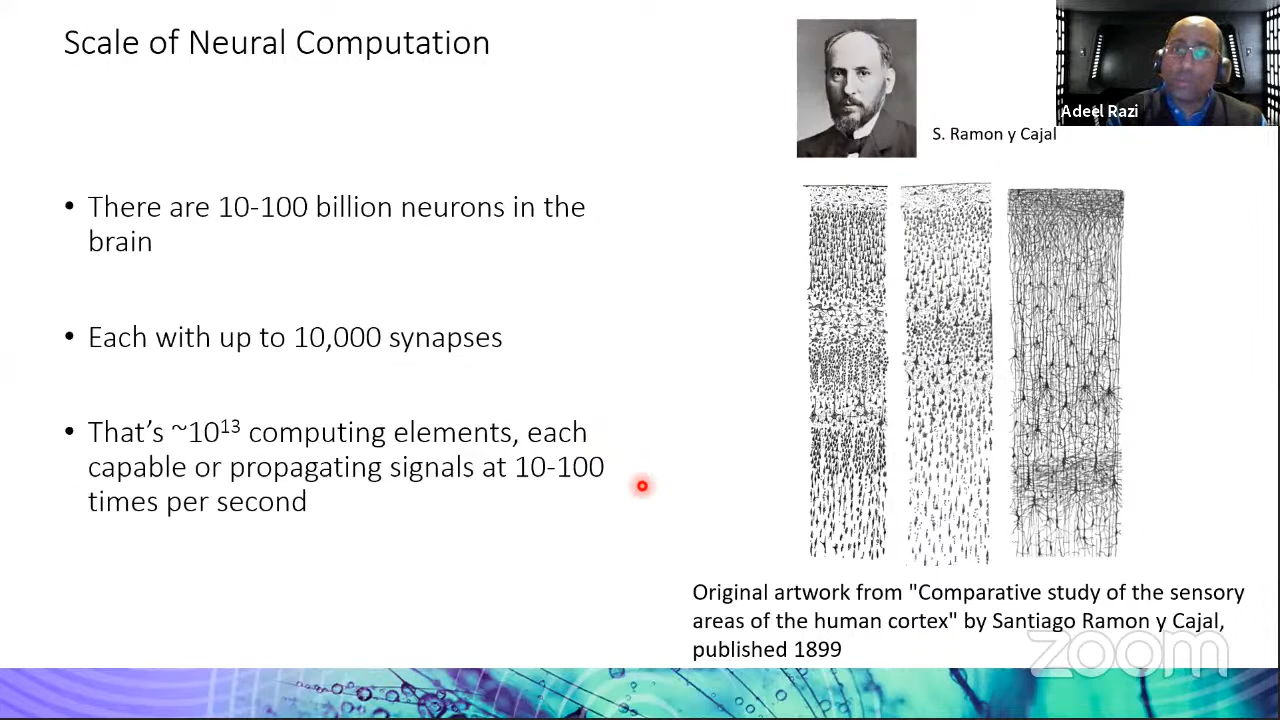 Scale of Neural Computation
Adeel Razi
S. Ramon y Cajal
• There are 10-100 billion neurons in the
brain
• Each with up to 10,000 synapses
• That’s ~10¹³ computing elements, each
capable or propagating signals at 10-100
times per second
Original artwork from "Comparative study of the sensory
areas of the human cortex" by Santiago Ramon y Cajal,
published 1899
zoom